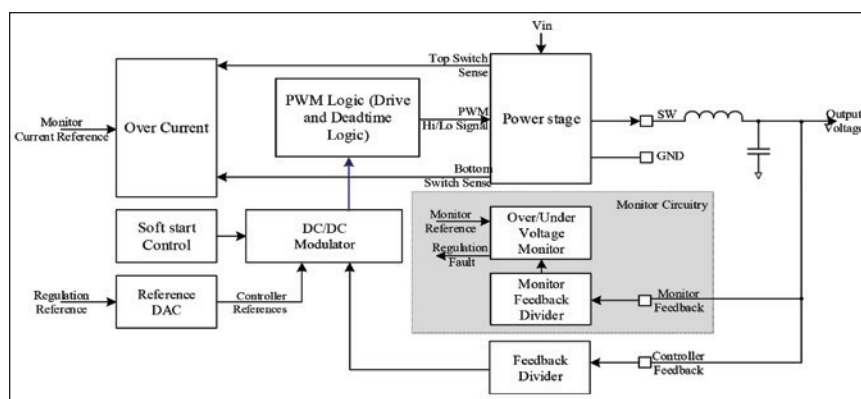 Vin
Top Switch
Sense
PWM Logic (Drive
and Deadtime
Logic)
PWM
Hi/Lo Signal
Power stage
SW
Output
Voltage
Monitor
Current Reference
Over Current
GND
Bottom
Switch Sense
Monitor Circuitry
Monitor
Reference
Over/Under
Voltage
Monitor
Regulation
Fault
Soft start
Control
DC/DC
Modulator
Regulation
Reference
Reference
DAC
Controller
References
Monitor
Feedback
Divider
Monitor
Feedback
Feedback
Divider
Controller
Feedback